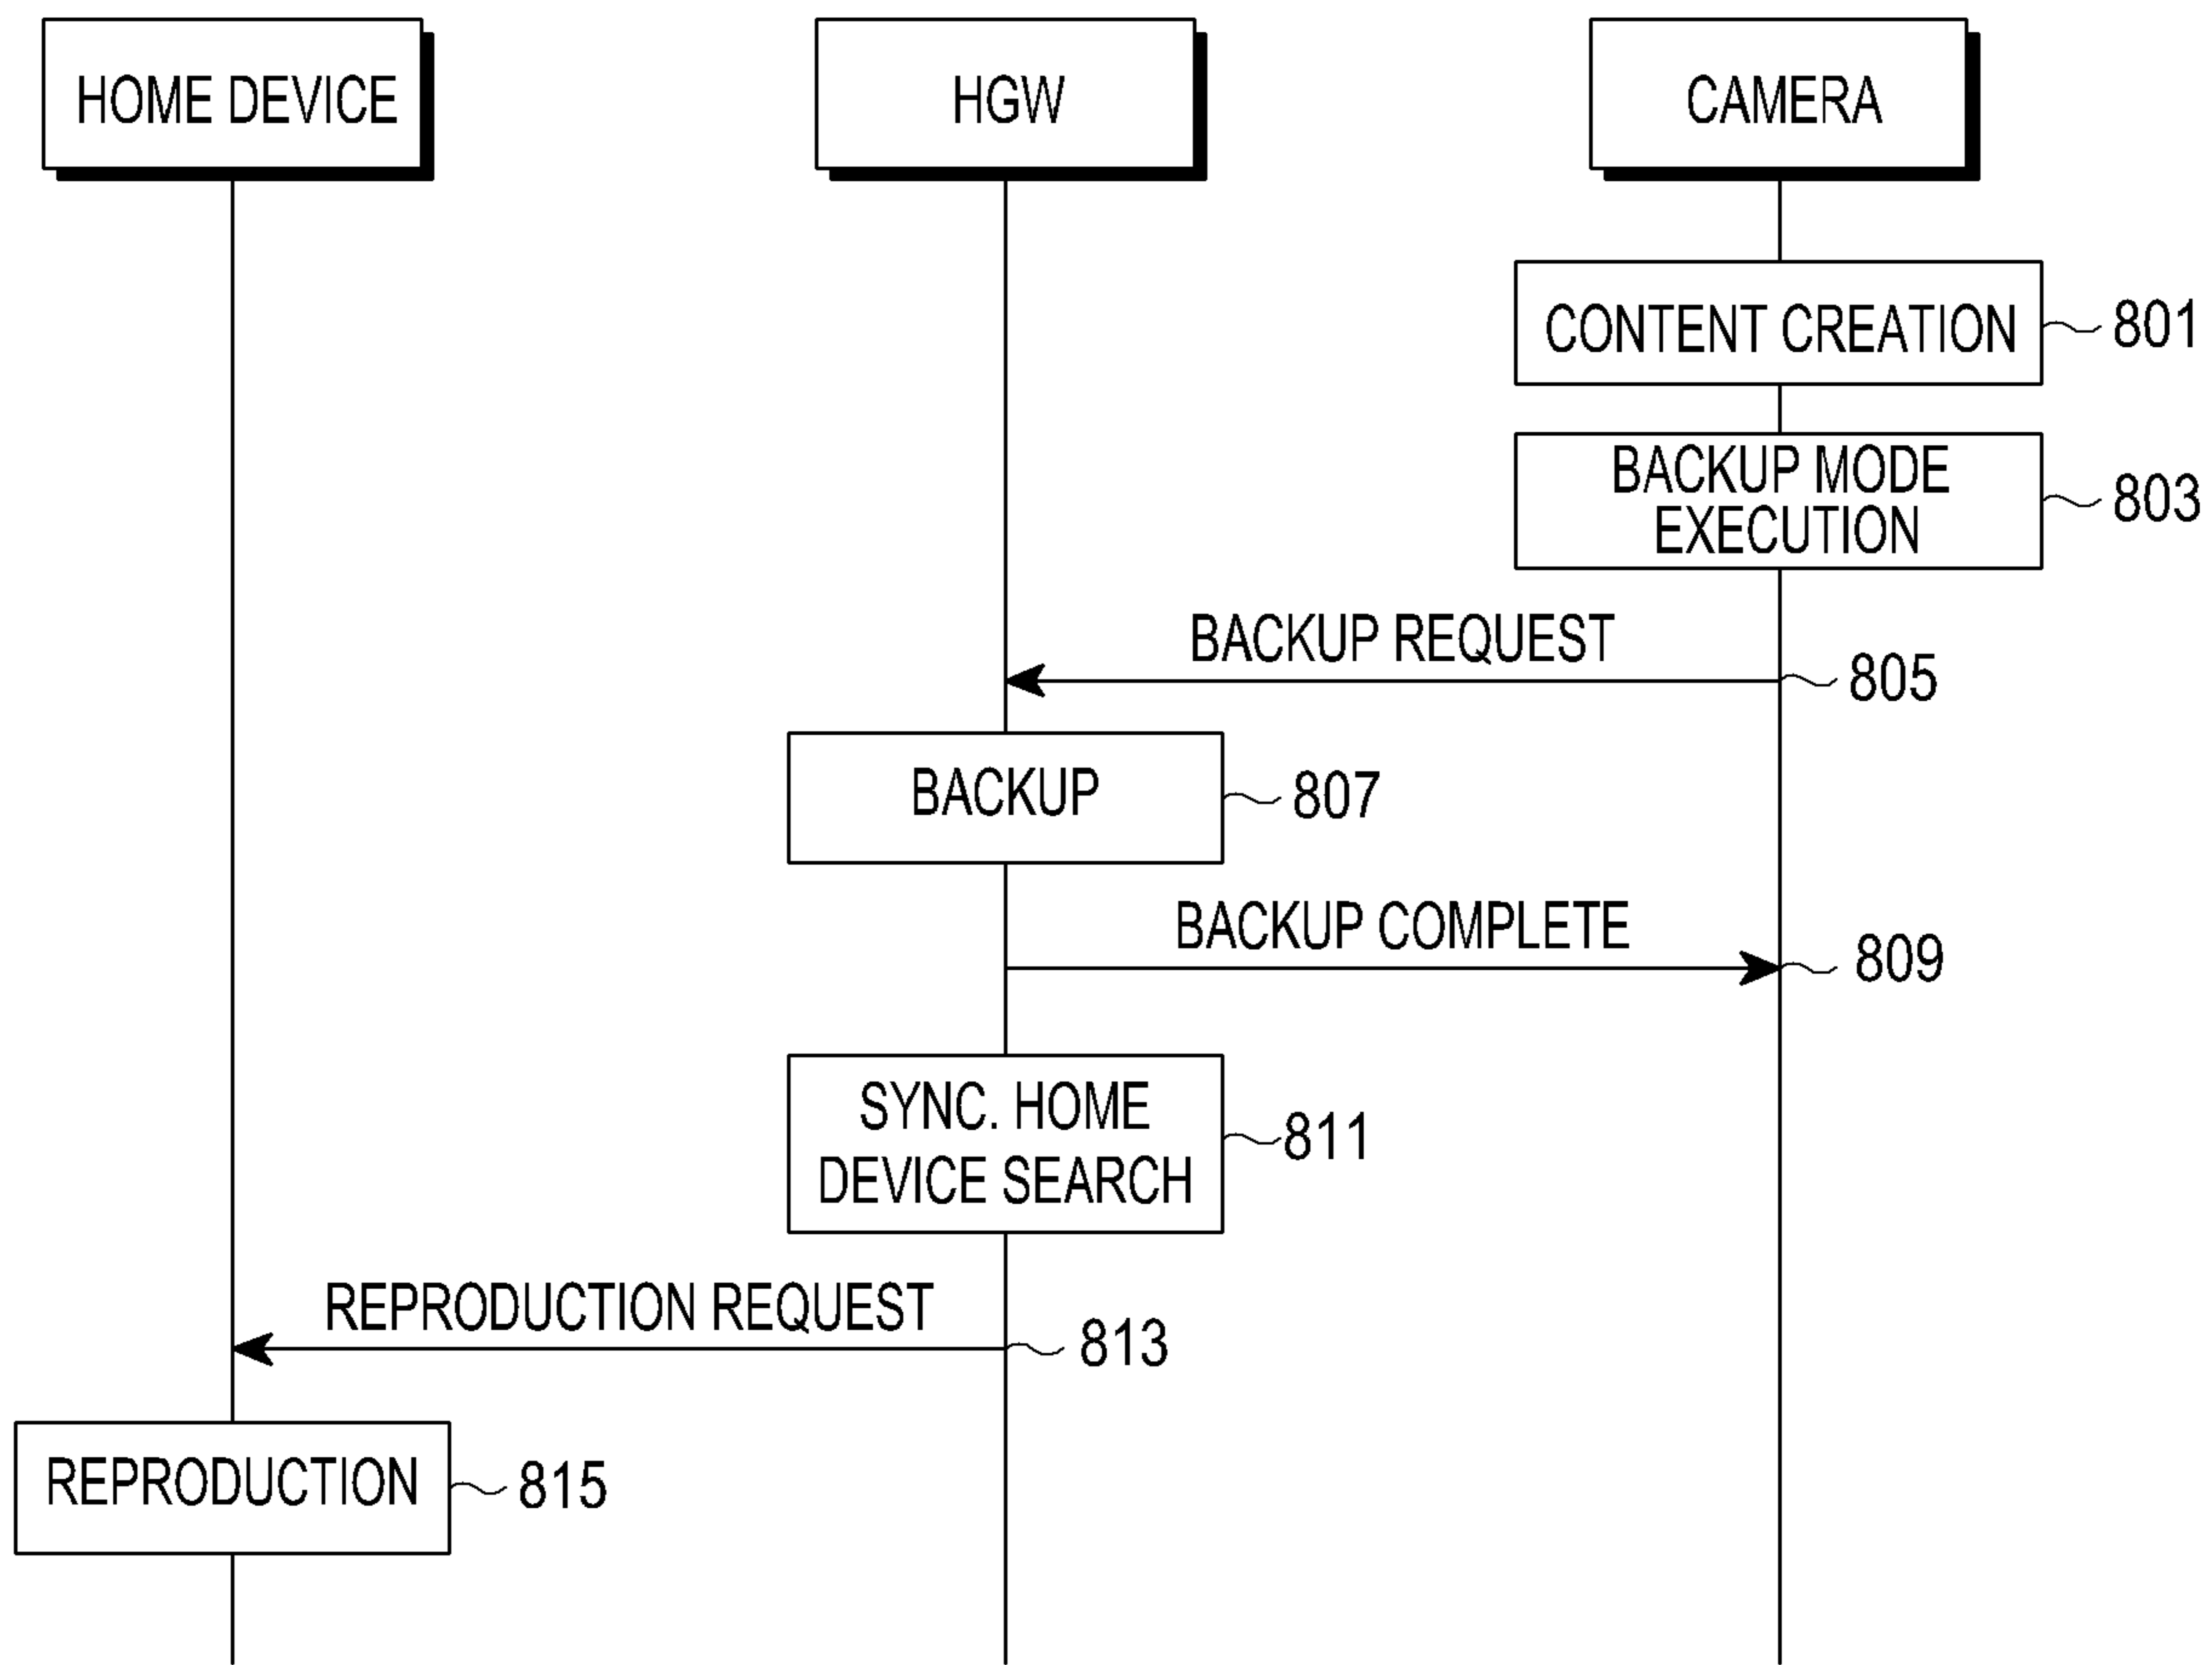 HOME DEVICE
HGW
CAMERA
CONTENT CREATION
801
BACKUP MODE
EXECUTION
803
BACKUP REQUEST
805
BACKUP
807
BACKUP COMPLETE
809
SYNC. HOME
DEVICE SEARCH
811
REPRODUCTION REQUEST
813
REPRODUCTION
815